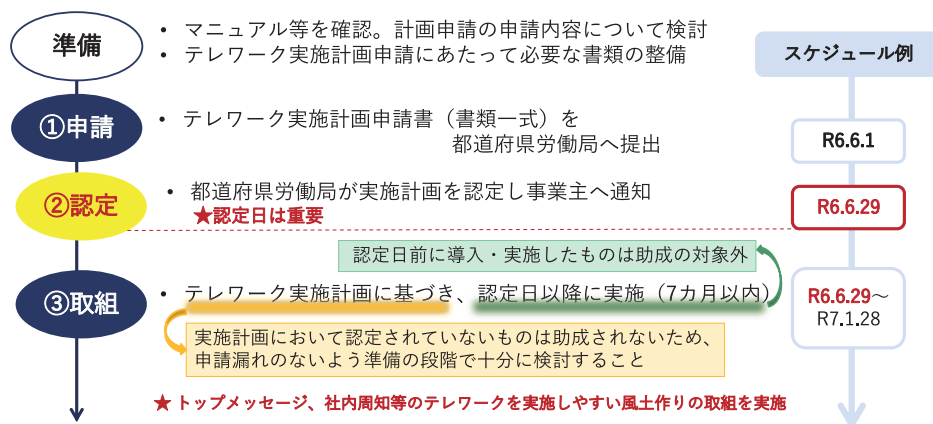 準備
• マニュアル等を確認。計画申請の申請内容について検討
• テレワーク実施計画申請にあたって必要な書類の整備
スケジュール例
①申請
• テレワーク実施計画申請書（書類一式）を
都道府県労働局へ提出
R6.6.1
②認定
• 都道府県労働局が実施計画を認定し事業主へ通知
★認定日は重要
R6.6.29
認定日前に導入・実施したものは助成の対象外
③取組
• テレワーク実施計画に基づき、認定日以降に実施（7カ月以内）
R6.6.29～
R7.1.28
実施計画において認定されていないものは助成されないため、
申請漏れのないよう準備の段階で十分に検討すること
★ トップメッセージ、社内周知等のテレワークを実施しやすい風土作りの取組を実施